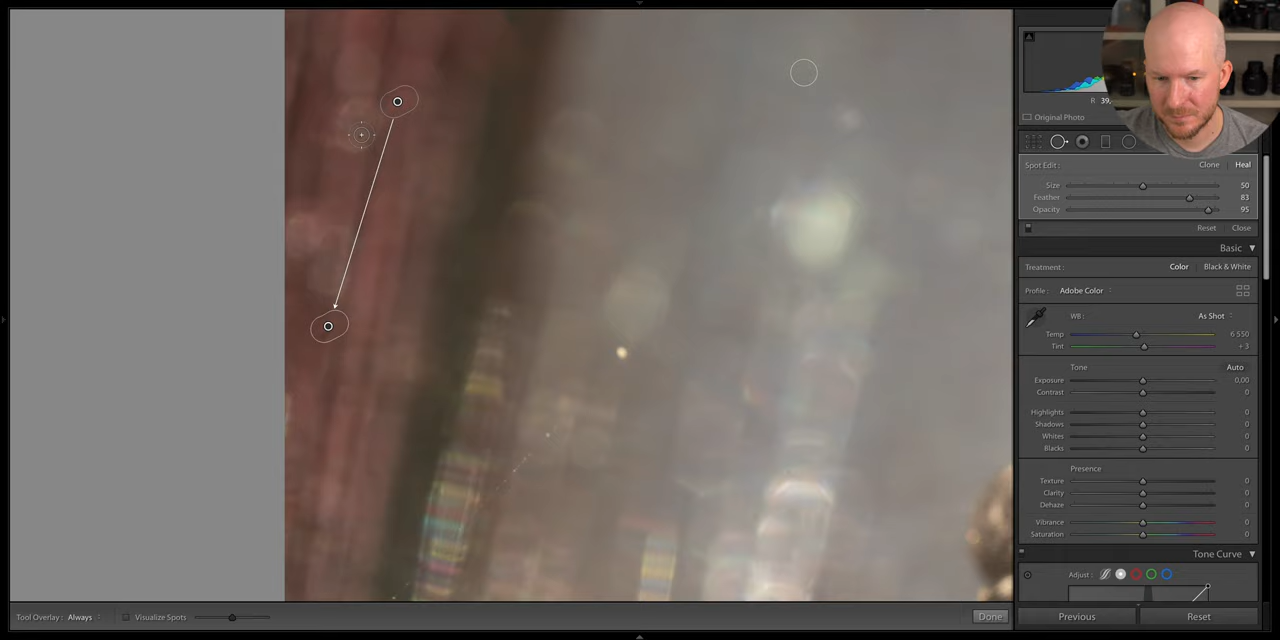 R 39,
Original Photo
Spot Edit : Clone Heal
Size 50
Feather 83
Opacity 95
Reset Close
Basic
Treatment : Color Black & White
Profile : Adobe Color
WB : As Shot
Temp 6 550
Tint + 3
Tone Auto
Exposure 0,00
Contrast 0
Highlights 0
Shadows 0
Whites 0
Blacks 0
Presence
Texture 0
Clarity 0
Dehaze 0
Vibrance 0
Saturation 0
Tone Curve
Adjust :
Tool Overlay : Always Visualize Spots Done Previous Reset